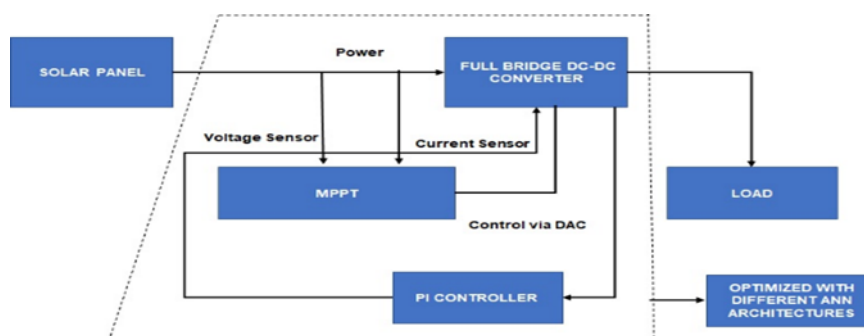 Power
SOLAR PANEL
FULL BRIDGE DC-DC
CONVERTER
Voltage Sensor
Current Sensor
MPPT
LOAD
Control via DAC
PI CONTROLLER
OPTIMIZED WITH
DIFFERENT ANN
ARCHITECTURES